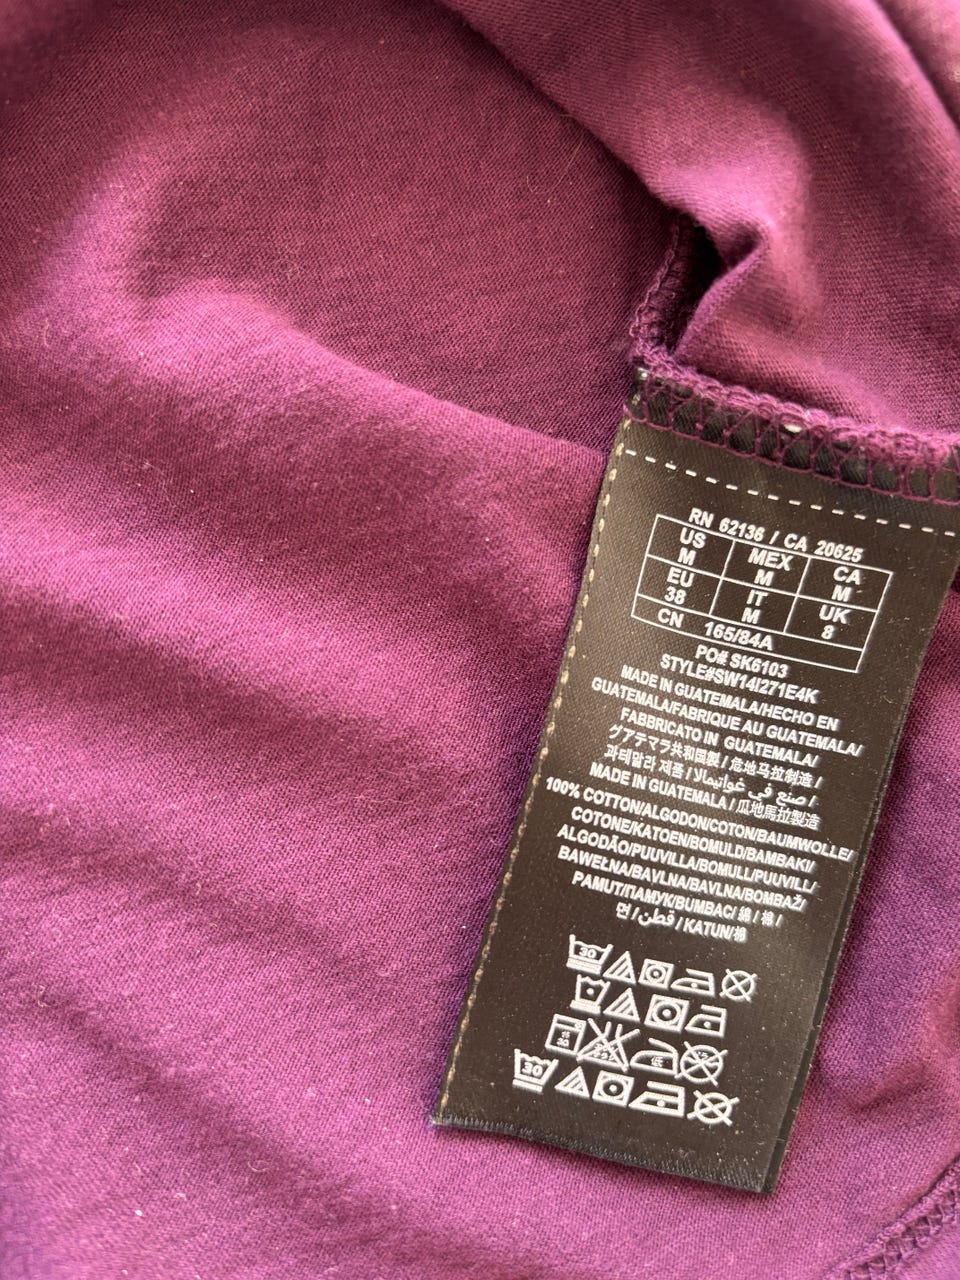 RN 62136 / CA 20625
US MEX CA
M M M
EU IT UK
38 M 8
CN 165/84A
PO# SK6103
STYLE#SW14I271E4K
MADE IN GUATEMALA/HECHO EN
GUATEMALA/FABRIQUE AU GUATEMALA/
FABBRICATO IN GUATEMALA/
グアテマラ共和国製 / 危地马拉制造 /
과테말라 제품 / صنع في غواتيمالا /
MADE IN GUATEMALA / 瓜地馬拉製造
100% COTTON/ALGODON/COTON/BAUMWOLLE/
COTONE/KATOEN/BOMULD/BAMBAKI/
ALGODÃO/PUUVILLA/BOMULL/PUUVILL/
BAWEŁNA/BAVLNA/BAVLNA/BOMBAŽ/
PAMUT/ПАМУК/BUMBAC/ 綿 / 棉 /
면 / قطن / KATUN/棉
30
低
30